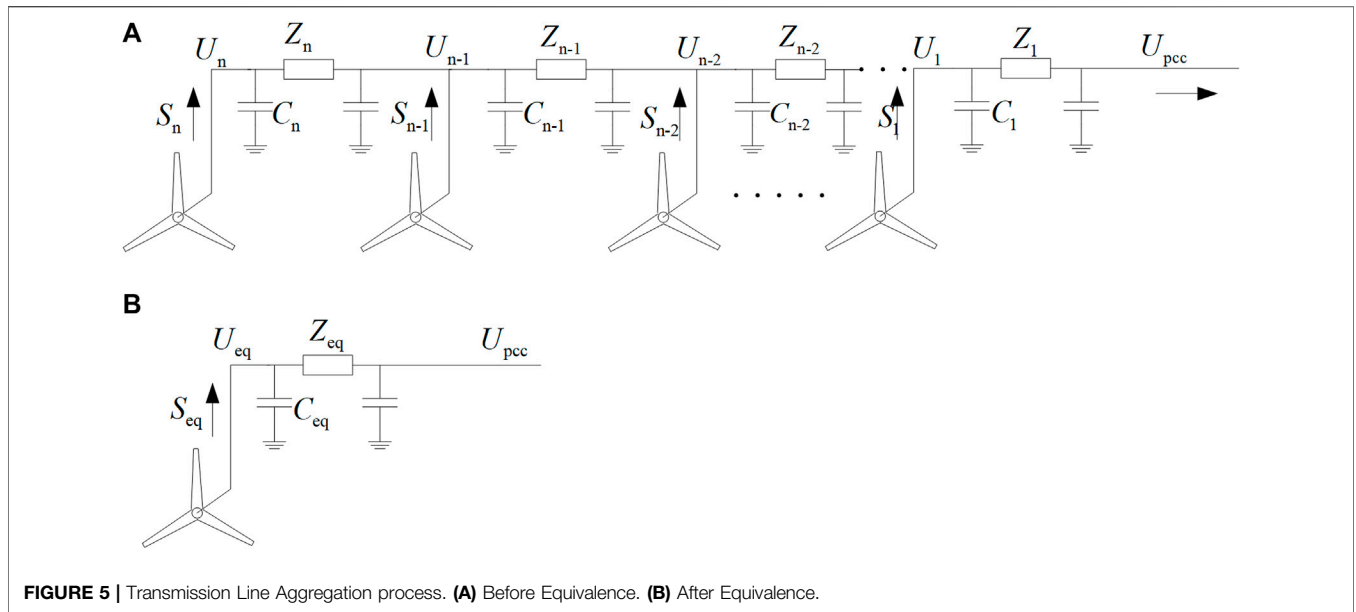 A
U_n Z_n U_n-1 Z_n-1 U_n-2 Z_n-2 . . . U_1 Z_1 U_pcc
S_n C_n S_n-1 C_n-1 S_n-2 C_n-2 S_1 C_1
. . . . .
B
U_eq Z_eq U_pcc
S_eq C_eq
FIGURE 5 | Transmission Line Aggregation process. (A) Before Equivalence. (B) After Equivalence.